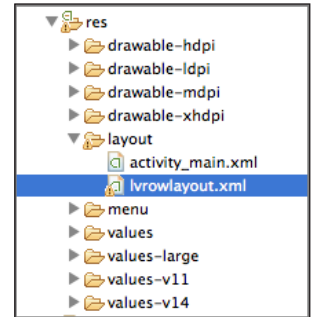 res
drawable-hdpi
drawable-ldpi
drawable-mdpi
drawable-xhdpi
layout
activity_main.xml
lvrowlayout.xml
menu
values
values-large
values-v11
values-v14